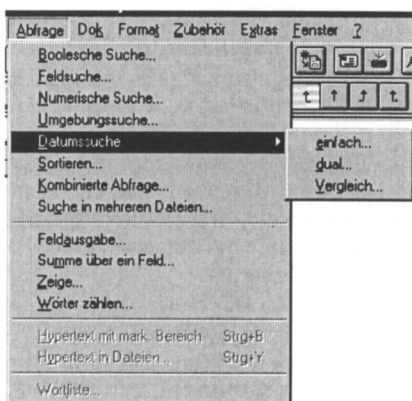 Abfrage Dok Format Zubehör Extras Fenster ?
Boolesche Suche...
Feldsuche...
Numerische Suche...
Umgebungssuche...
Datumssuche
einfach...
dual...
Vergleich...
Sortieren...
Kombinierte Abfrage...
Suche in mehreren Dateien...
Feldausgabe...
Summe über ein Feld...
Zeige...
Wörter zählen...
Hypertext mit mark. Bereich Strg+B
Hypertext in Dateien... Strg+Y
Wortliste...